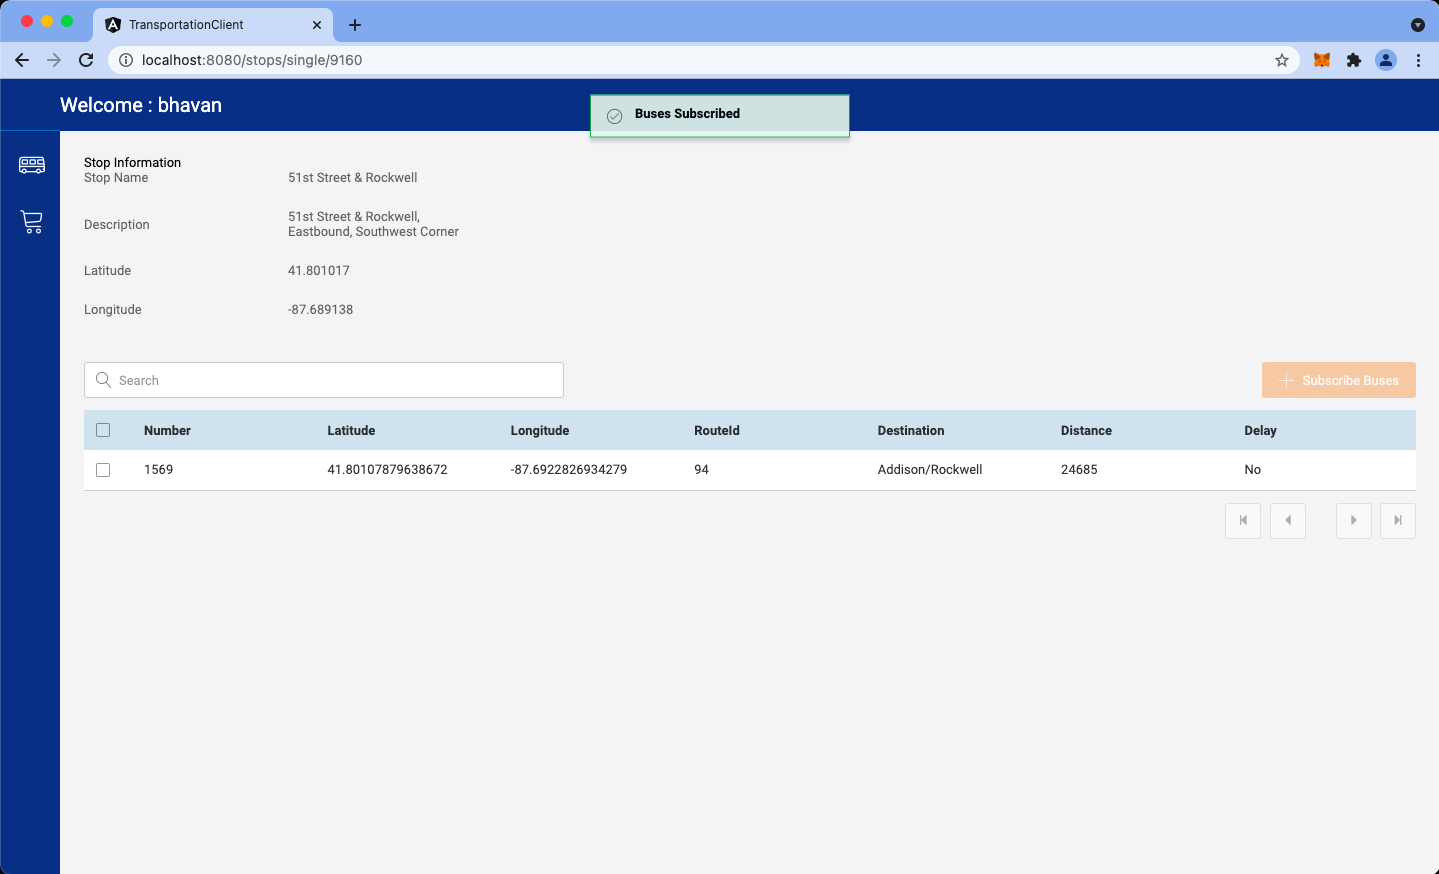 TransportationClient
localhost:8080/stops/single/9160
Welcome : bhavan
Buses Subscribed
Stop Information
Stop Name 51st Street & Rockwell
Description 51st Street & Rockwell,
Eastbound, Southwest Corner
Latitude 41.801017
Longitude -87.689138
Search Subscribe Buses
Number Latitude Longitude RouteId Destination Distance Delay
1569 41.80107879638672 -87.6922826934279 94 Addison/Rockwell 24685 No